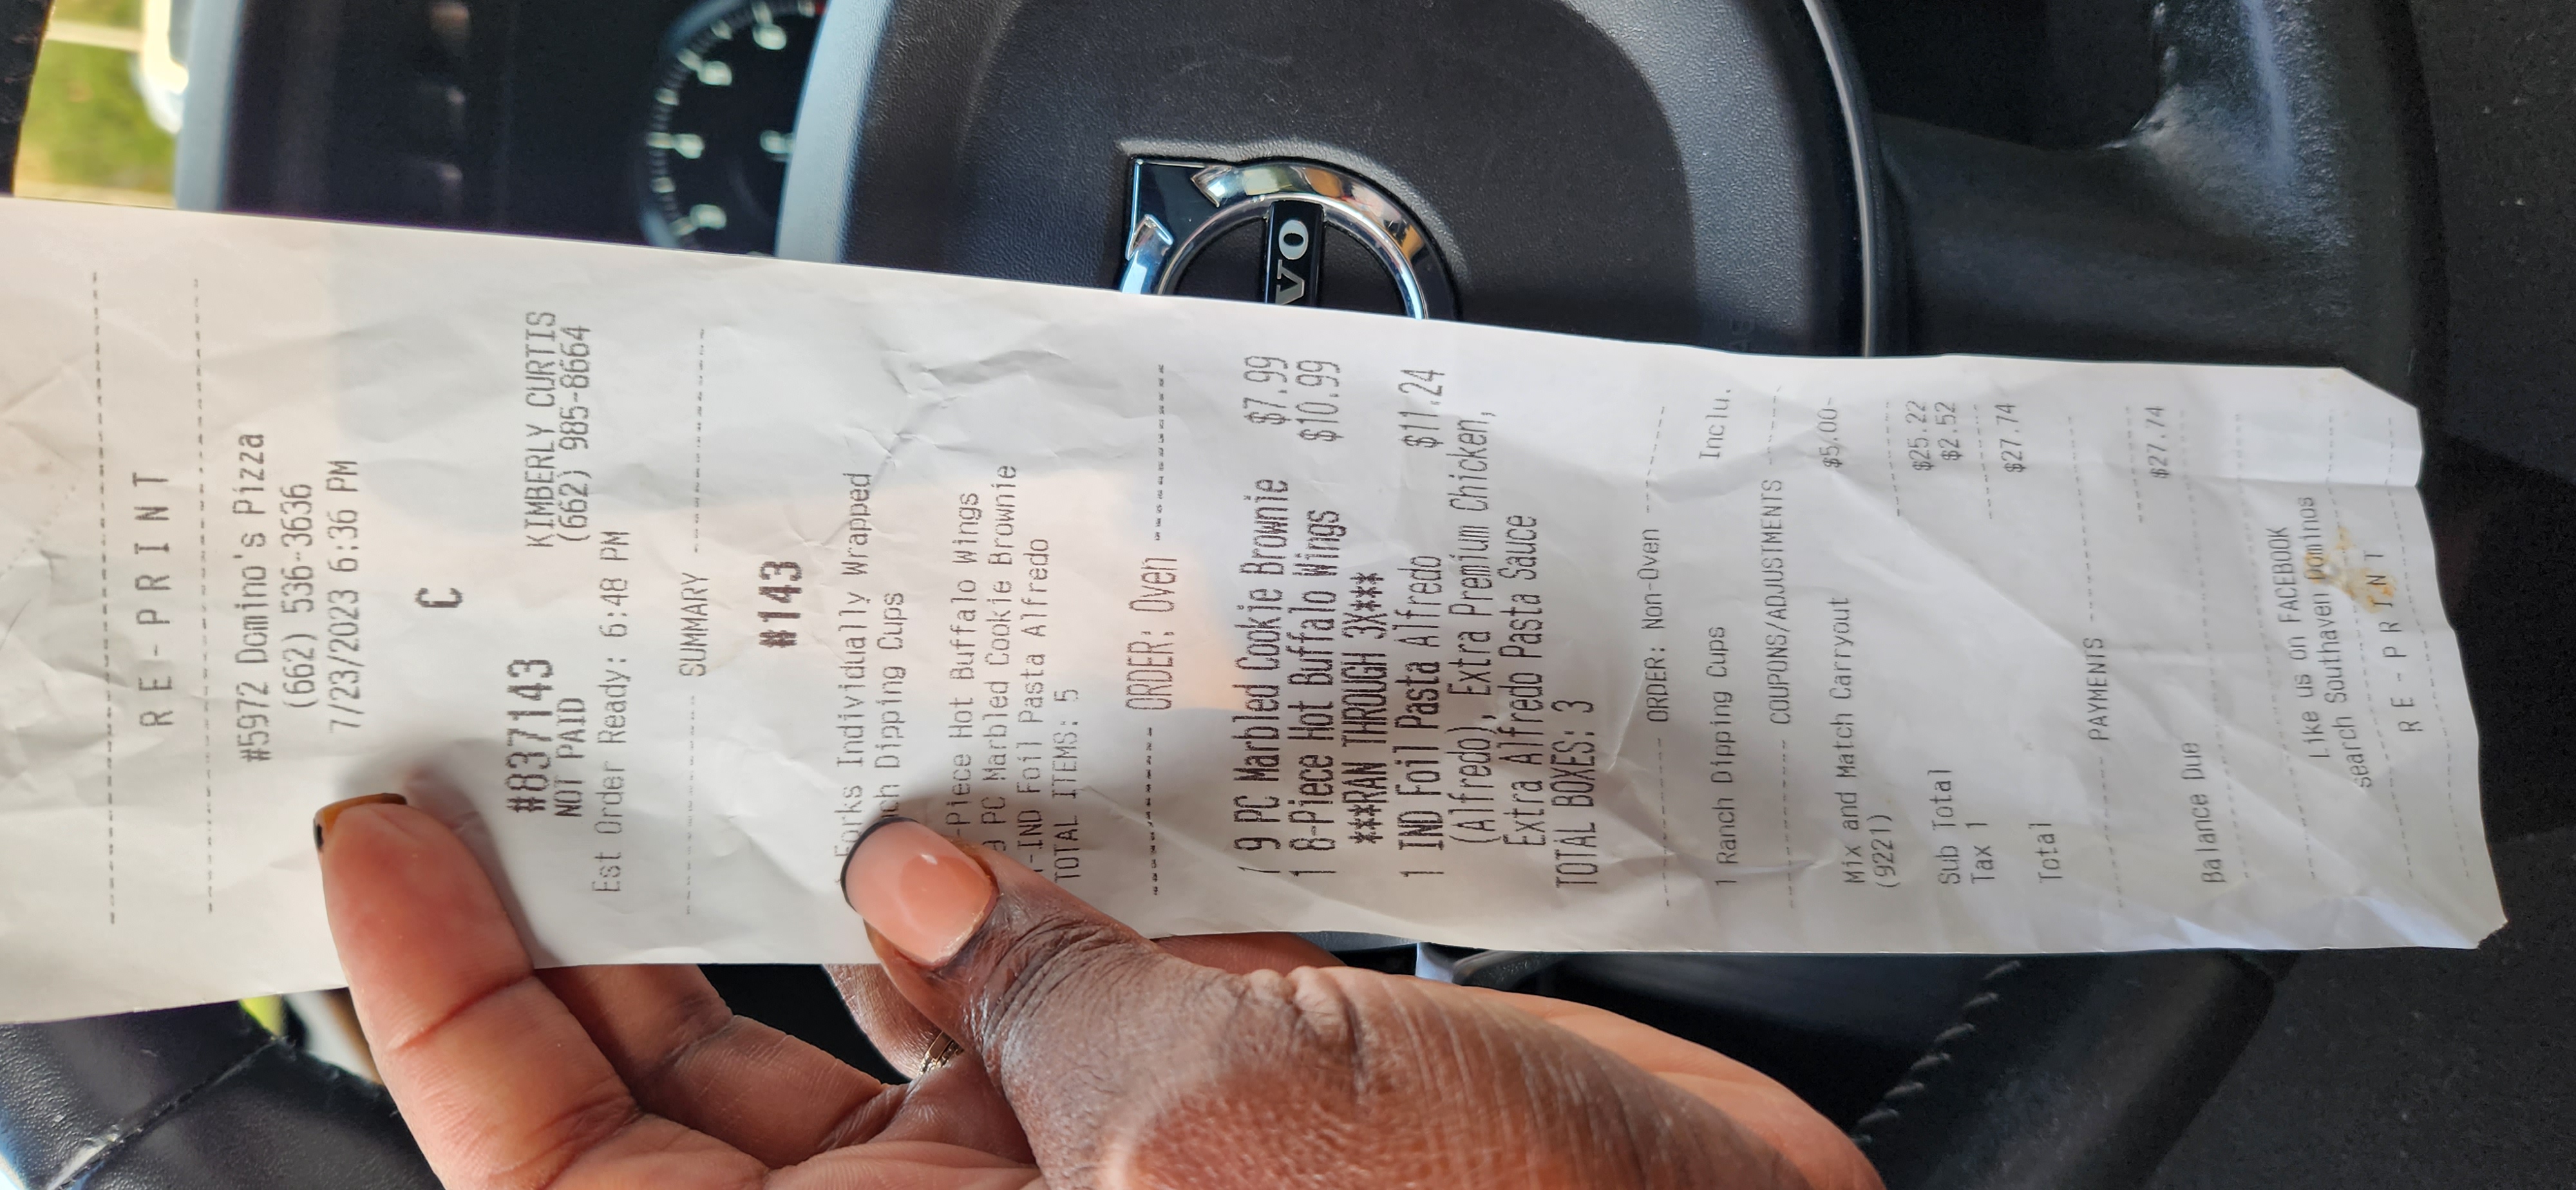 RE-PRINT
#5972 Domino's Pizza
(662) 536-3636
7/23/2023 6:36 PM
C
KIMBERLY CURTIS
#837143 (662) 985-8664
NOT PAID
Est Order Ready: 6:48 PM
SUMMARY
#143
Forks Individually Wrapped
Dipping Cups
-Piece Hot Buffalo Wings
9 PC Marbled Cookie Brownie
-IND Foil Pasta Alfredo
TOTAL ITEMS: 5
ORDER: Oven
1 9 PC Marbled Cookie Brownie $7.99
1 8-Piece Hot Buffalo Wings $10.99
***RAN THROUGH 3X***
1 IND Foil Pasta Alfredo $11.24
(Alfredo), Extra Premium Chicken,
Extra Alfredo Pasta Sauce
TOTAL BOXES: 3
ORDER: Non-Oven
1 Ranch Dipping Cups Inclu.
COUPONS/ADJUSTMENTS
Mix and Match Carryout $5.00-
(9221)
Sub Total $25.22
Tax 1 $2.52
Total $27.74
PAYMENTS
Balance Due $27.74
Like us on FACEBOOK
search Southaven Dominos
RE-PRINT
VO